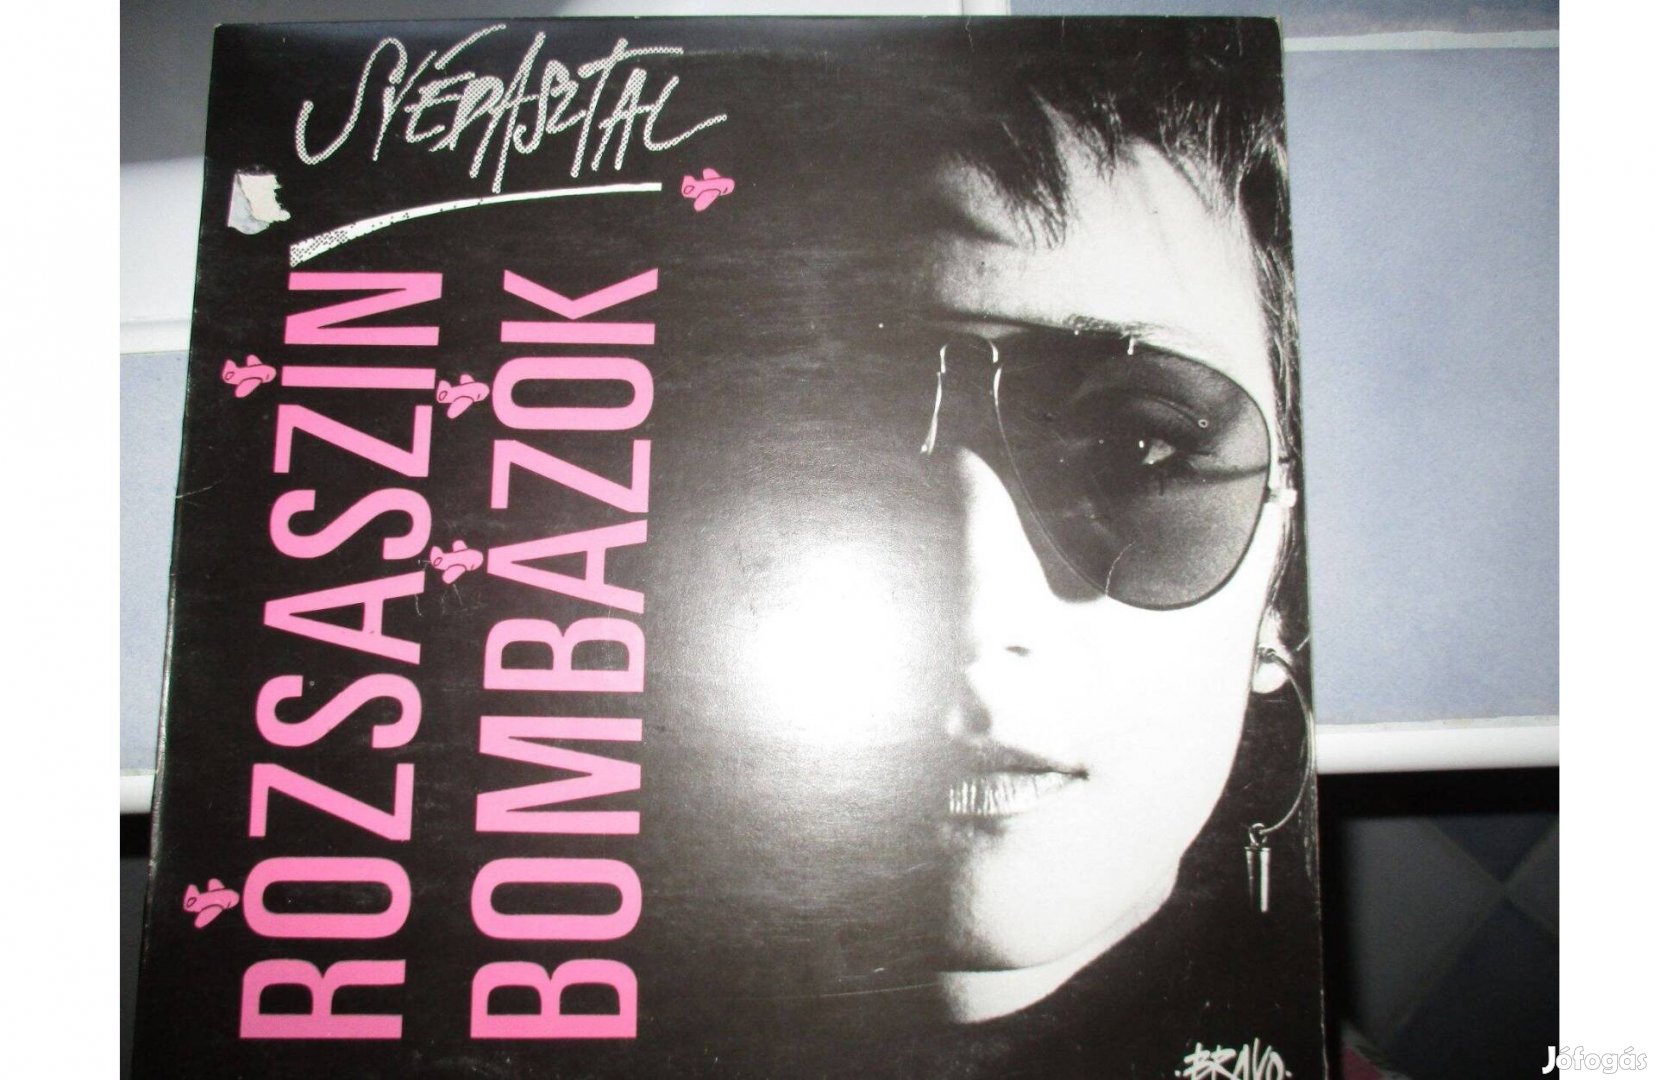 SVÉDASZTAL
RÓZSASZÍN
BOMBÁZÓK
·BRAVO·
Jófogás